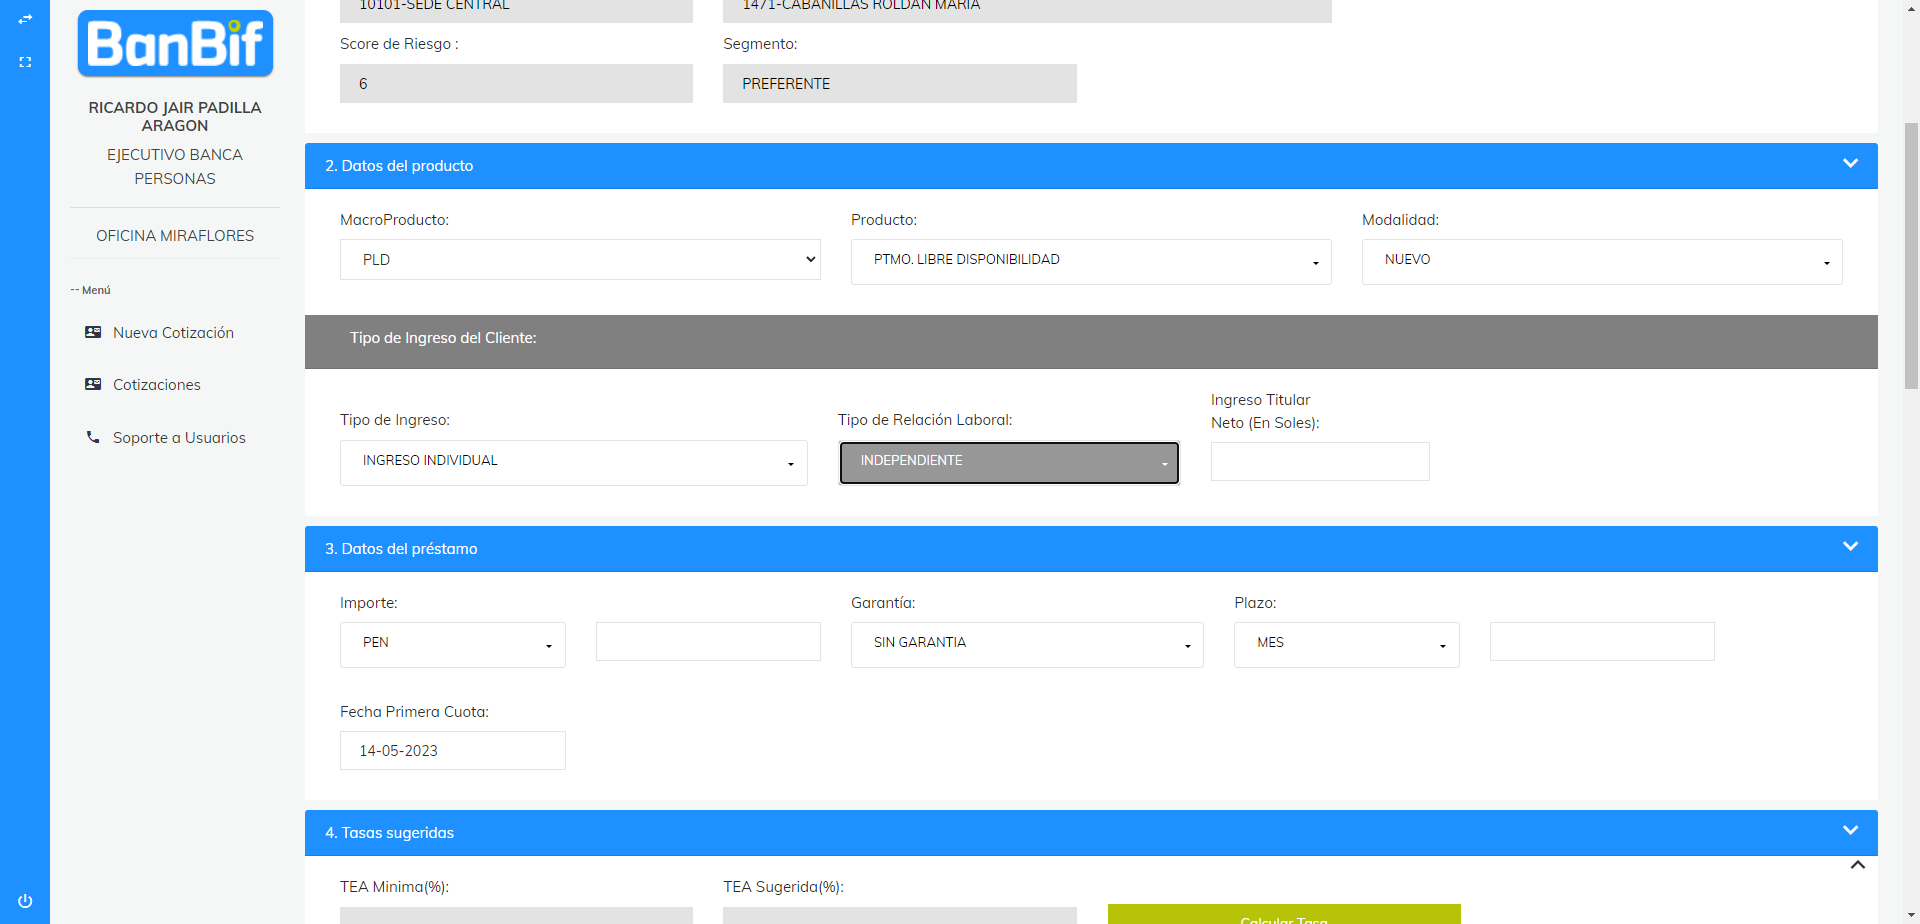 BanBif
RICARDO JAIR PADILLA
ARAGON
EJECUTIVO BANCA
PERSONAS
OFICINA MIRAFLORES
-- Menú
Nueva Cotización
Cotizaciones
Soporte a Usuarios
10101-SEDE CENTRAL
1471-CABANILLAS ROLDAN MARIA
Score de Riesgo :
Segmento:
6
PREFERENTE
2. Datos del producto
MacroProducto:
Producto:
Modalidad:
PLD
PTMO. LIBRE DISPONIBILIDAD
NUEVO
Tipo de Ingreso del Cliente:
Tipo de Ingreso:
Tipo de Relación Laboral:
Ingreso Titular
Neto (En Soles):
INGRESO INDIVIDUAL
INDEPENDIENTE
3. Datos del préstamo
Importe:
Garantía:
Plazo:
PEN
SIN GARANTIA
MES
Fecha Primera Cuota:
14-05-2023
4. Tasas sugeridas
TEA Minima(%):
TEA Sugerida(%):
Calcular Tasa